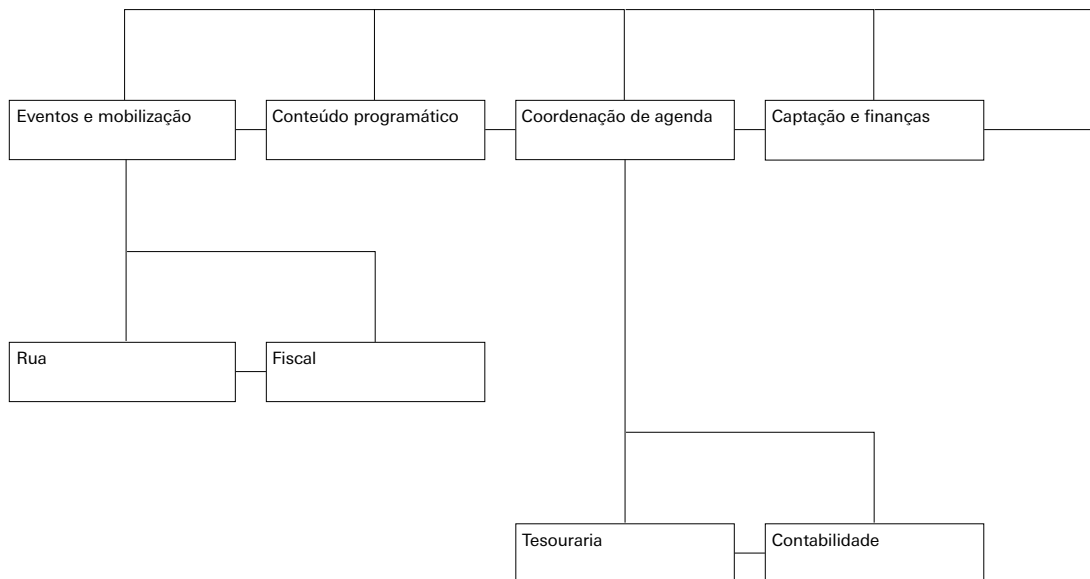 Eventos e mobilização
Conteúdo programático
Coordenação de agenda
Captação e finanças
Rua
Fiscal
Tesouraria
Contabilidade